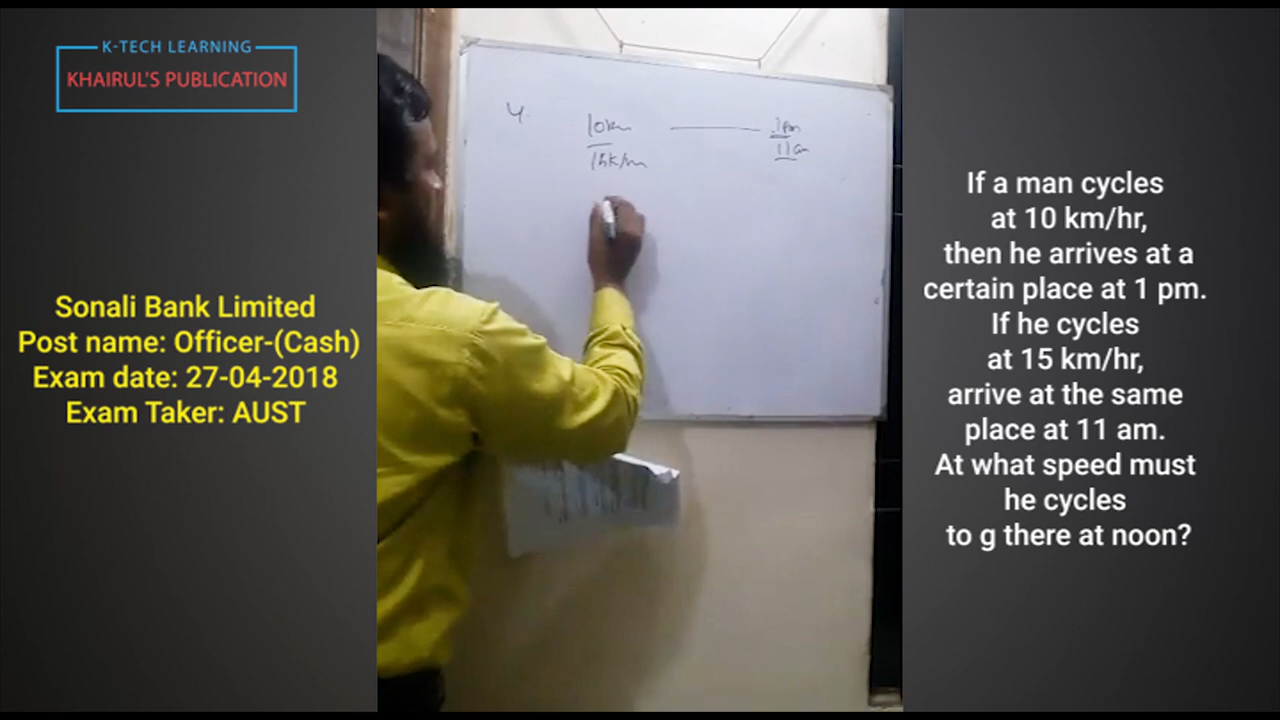 K-TECH LEARNING
KHAIRUL'S PUBLICATION
Sonali Bank Limited
Post name: Officer-(Cash)
Exam date: 27-04-2018
Exam Taker: AUST
10km
1pm
15k/m
11am
If a man cycles
at 10 km/hr,
then he arrives at a
certain place at 1 pm.
If he cycles
at 15 km/hr,
arrive at the same
place at 11 am.
At what speed must
he cycles
to g there at noon?